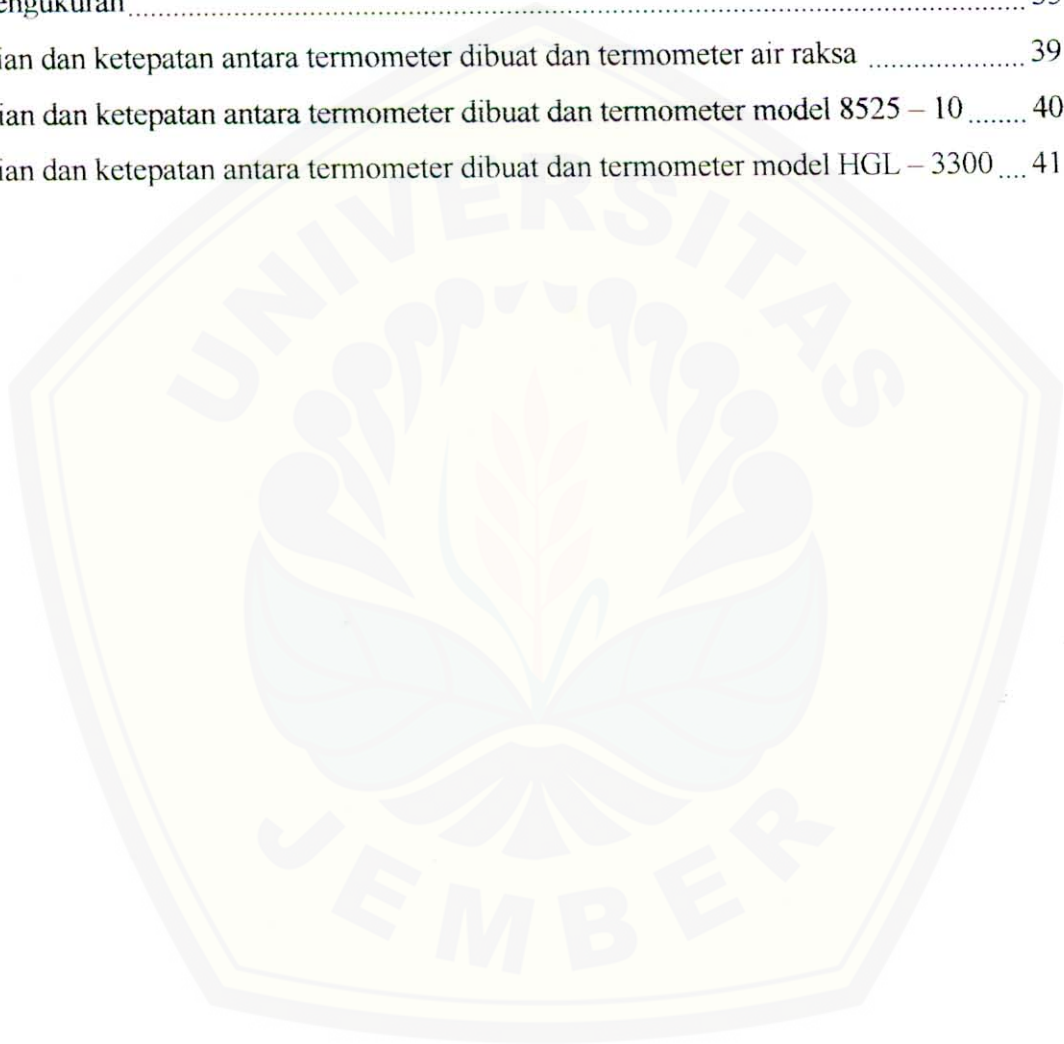 ian dan ketepatan antara termometer dibuat dan termometer air raksa .................... 39
ian dan ketepatan antara termometer dibuat dan termometer model 8525 – 10 ........ 40
ian dan ketepatan antara termometer dibuat dan termometer model HGL – 3300 .... 41
UNIVERSITAS
JEMBER